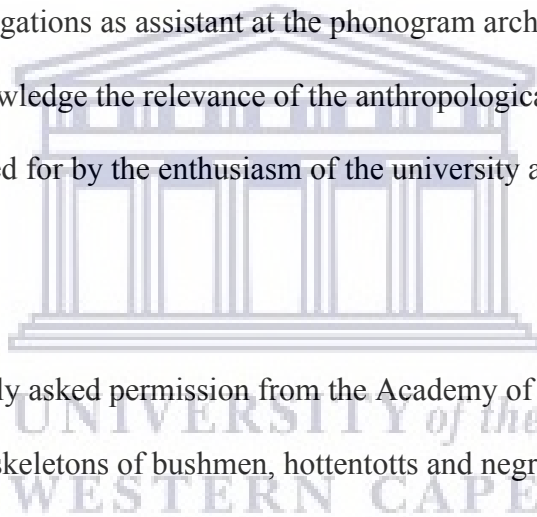 gations as assistant at the phonogram arch
wledge the relevance of the anthropologica
ed for by the enthusiasm of the university a
ly asked permission from the Academy of
UNIVERSITY of the
skeletons of bushmen, hottentotts and negr
WESTERN CAPE